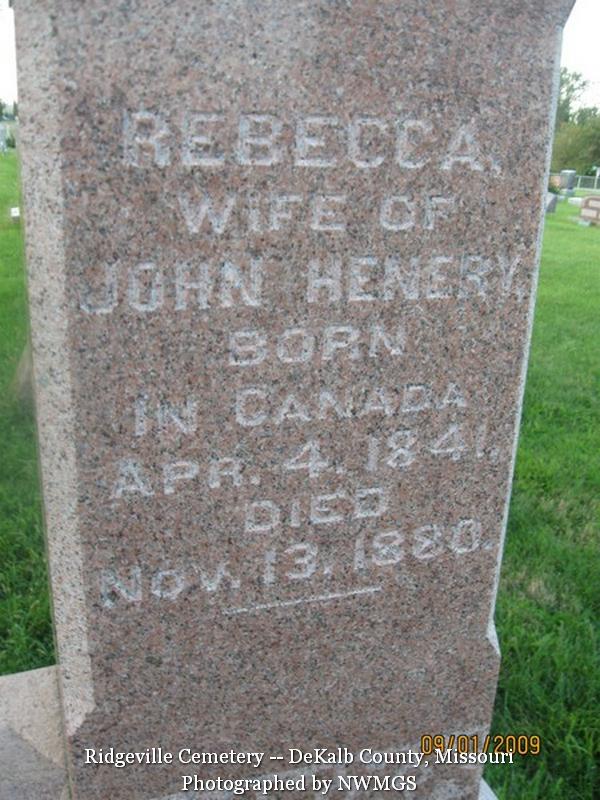 REBECCA,
WIFE OF
JOHN HENERY.
BORN
IN CANADA
APR. 4, 1841.
DIED
NOV. 13, 1880.
09/01/2009
Ridgeville Cemetery -- DeKalb County, Missouri
Photographed by NWMGS